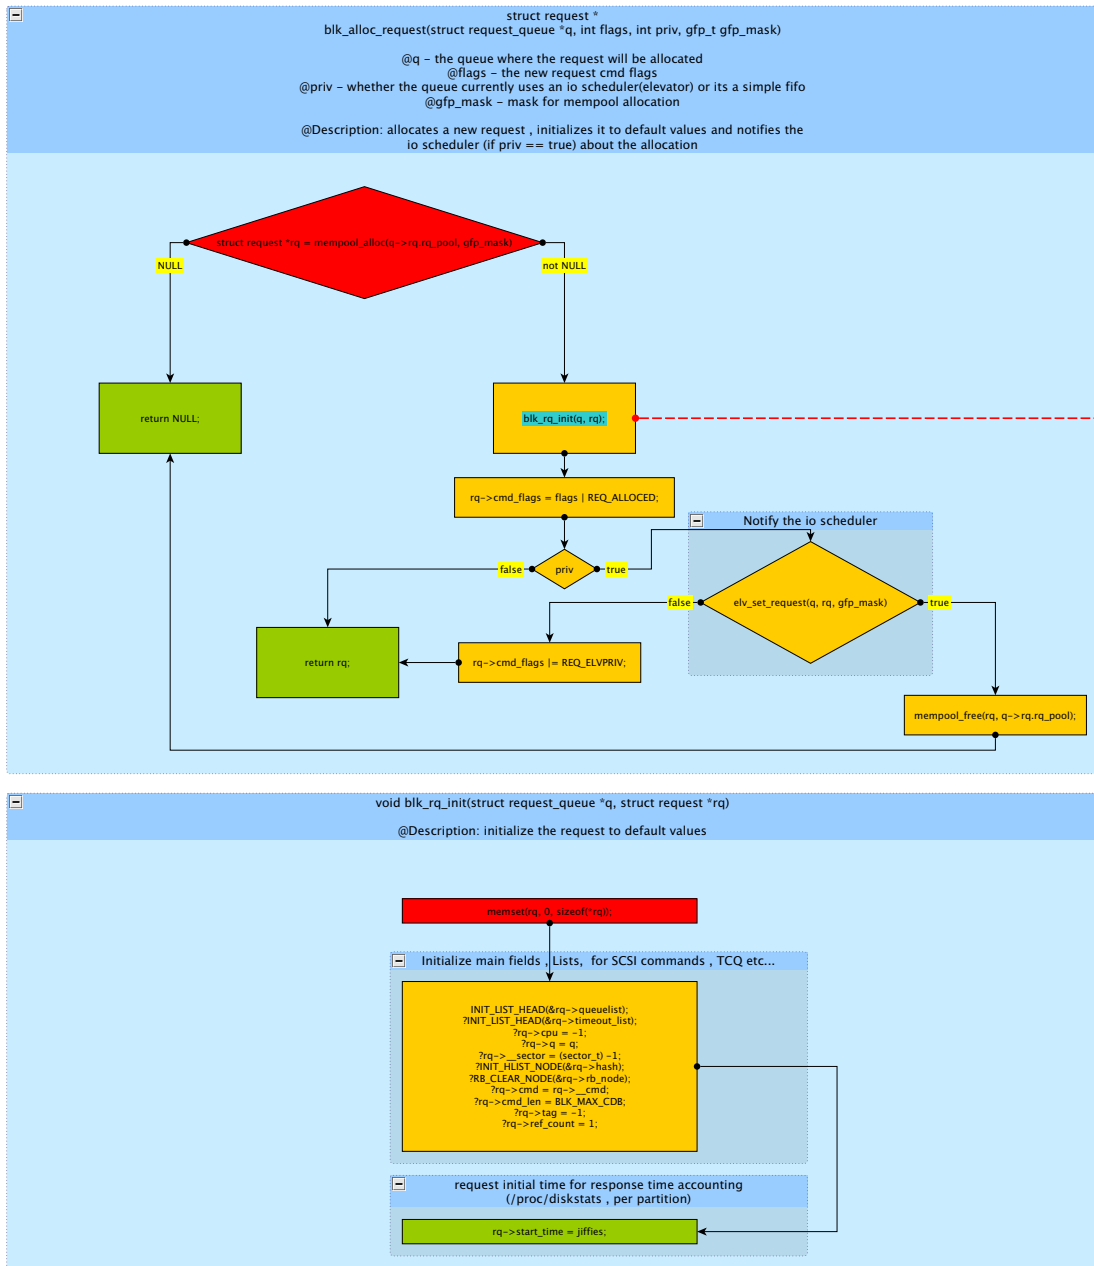 struct request *
blk_alloc_request(struct request_queue *q, int flags, int priv, gfp_t gfp_mask)
@q - the queue where the request will be allocated
@flags - the new request cmd flags
@priv - whether the queue currently uses an io scheduler(elevator) or its a simple fifo
@gfp_mask - mask for mempool allocation
@Description: allocates a new request , initializes it to default values and notifies the
io scheduler (if priv == true) about the allocation
struct request *rq = mempool_alloc(q->rq.rq_pool, gfp_mask)
NULL
not NULL
return NULL;
blk_rq_init(q, rq);
rq->cmd_flags = flags | REQ_ALLOCED;
Notify the io scheduler
false
priv
true
false
elv_set_request(q, rq, gfp_mask)
true
return rq;
rq->cmd_flags |= REQ_ELVPRIV;
mempool_free(rq, q->rq.rq_pool);
void blk_rq_init(struct request_queue *q, struct request *rq)
@Description: initialize the request to default values
memset(rq, 0, sizeof(*rq));
Initialize main fields , Lists, for SCSI commands , TCQ etc...
INIT_LIST_HEAD(&rq->queuelist);
?INIT_LIST_HEAD(&rq->timeout_list);
?rq->cpu = -1;
?rq->q = q;
?rq->__sector = (sector_t) -1;
?INIT_HLIST_NODE(&rq->hash);
?RB_CLEAR_NODE(&rq->rb_node);
?rq->cmd = rq->__cmd;
?rq->cmd_len = BLK_MAX_CDB;
?rq->tag = -1;
?rq->ref_count = 1;
request initial time for response time accounting
(/proc/diskstats , per partition)
rq->start_time = jiffies;